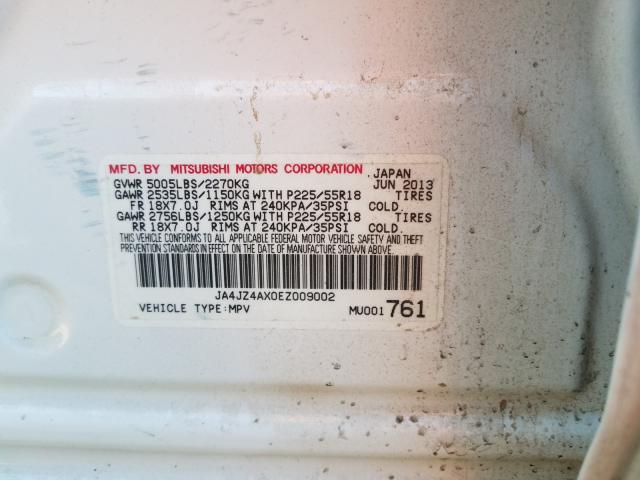 MFD. BY MITSUBISHI MOTORS CORPORATION , JAPAN
GVWR 5005LBS/2270KG JUN 2013
GAWR 2535LBS/1150KG WITH P225/55R18 TIRES
FR 18X7.0J RIMS AT 240KPA/35PSI COLD.
GAWR 2756LBS/1250KG WITH P225/55R18 TIRES
RR 18X7.0J RIMS AT 240KPA/35PSI COLD.
THIS VEHICLE CONFORMS TO ALL APPLICABLE FEDERAL MOTOR VEHICLE SAFETY AND THEFT
PREVENTION STANDARDS IN EFFECT ON THE DATE OF MANUFACTURE SHOWN ABOVE.
JA4JZ4AX0EZ009002
VEHICLE TYPE:MPV MU001761